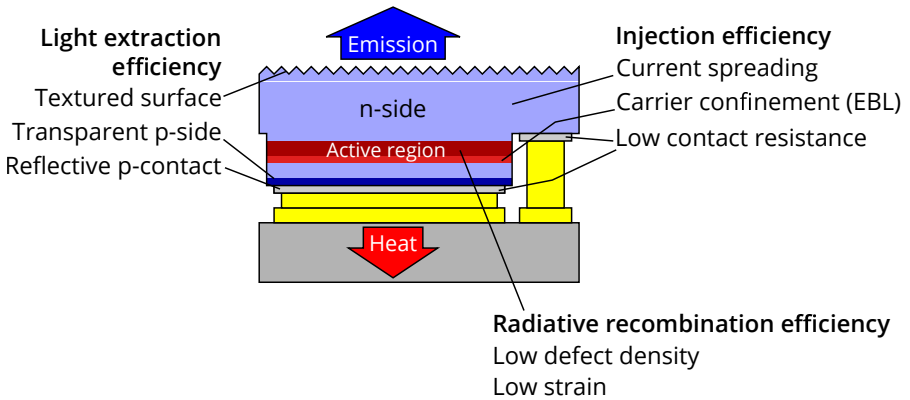 Emission
Light extraction
efficiency
Textured surface
Transparent p-side
Reflective p-contact
Injection efficiency
Current spreading
Carrier confinement (EBL)
Low contact resistance
n-side
Active region
Heat
Radiative recombination efficiency
Low defect density
Low strain